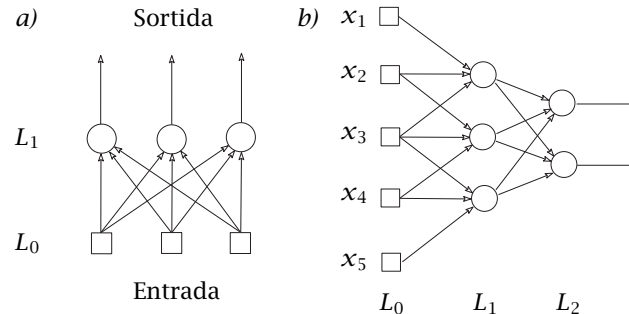 a) Sortida
L₁
L₀
Entrada
b) x₁
x₂
x₃
x₄
x₅
L₀ L₁ L₂